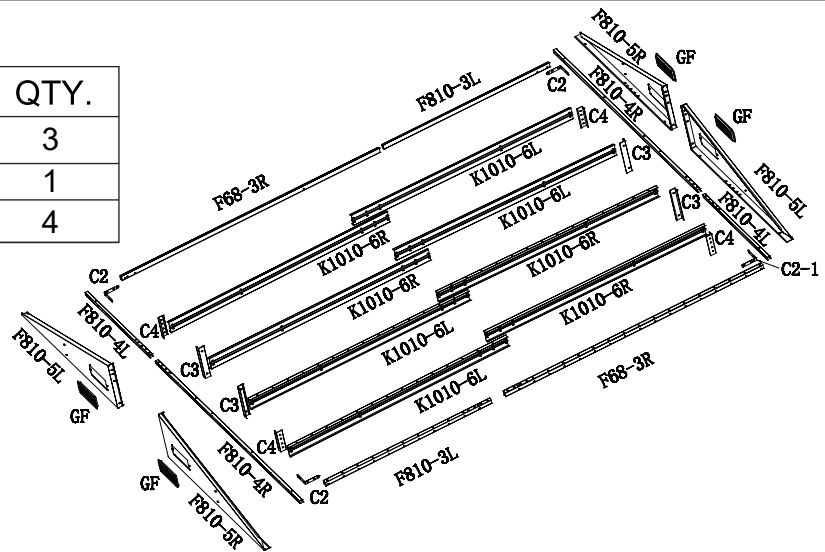 QTY.
3
1
4
F810-5R
GF
F810-3L
C2
F810-4R
GF
C4
K1010-6L
C3
F68-3R
K1010-6L
C3
F810-5L
K1010-6R
K1010-6R
F810-4L
C4
C2
K1010-6R
C2-1
F810-4L
C4
K1010-6L
K1010-6R
F810-5L
C3
F68-3R
GF
C3
K1010-6L
C4
F810-4R
F810-3L
GF
F810-5R
C2